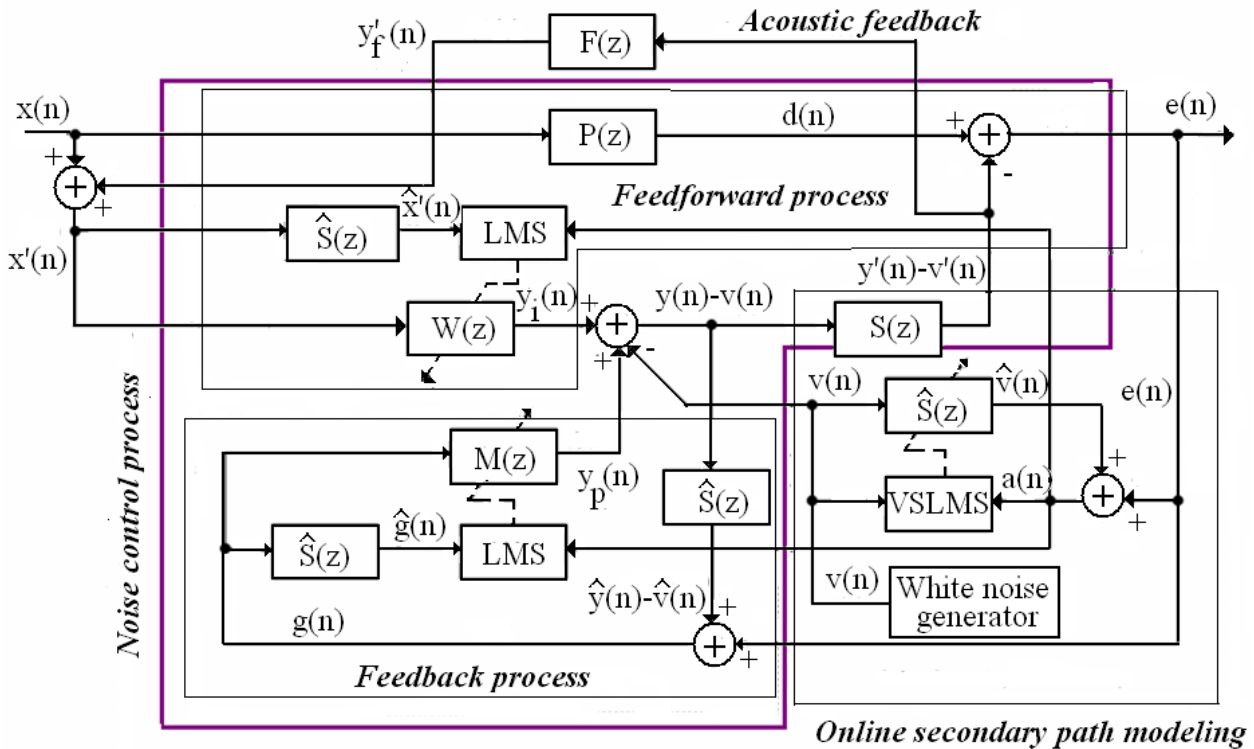 Acoustic feedback
y'f(n)
F(z)
x(n)
P(z)
d(n)
e(n)
+
+
-
+
+
+
+
Feedforward process
Ŝ(z)
x̂'(n)
LMS
x'(n)
y'(n)-v'(n)
W(z)
yi(n)
+
+
+
-
y(n)-v(n)
S(z)
v(n)
Ŝ(z)
v̂(n)
e(n)
M(z)
yp(n)
Ŝ(z)
VSLMS
a(n)
+
+
+
Ŝ(z)
ĝ(n)
LMS
ŷ(n)-v̂(n)
v(n)
White noise
generator
g(n)
+
+
+
Feedback process
Noise control process
Online secondary path modeling